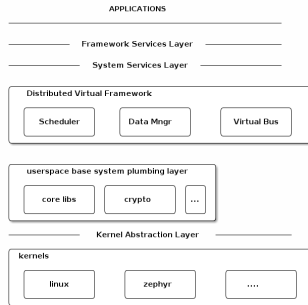 APPLICATIONS
Framework Services Layer
System Services Layer
Distributed Virtual Framework
Scheduler Data Mngr Virtual Bus
userspace base system plumbing layer
core libs crypto ...
Kernel Abstraction Layer
kernels
linux zephyr ....